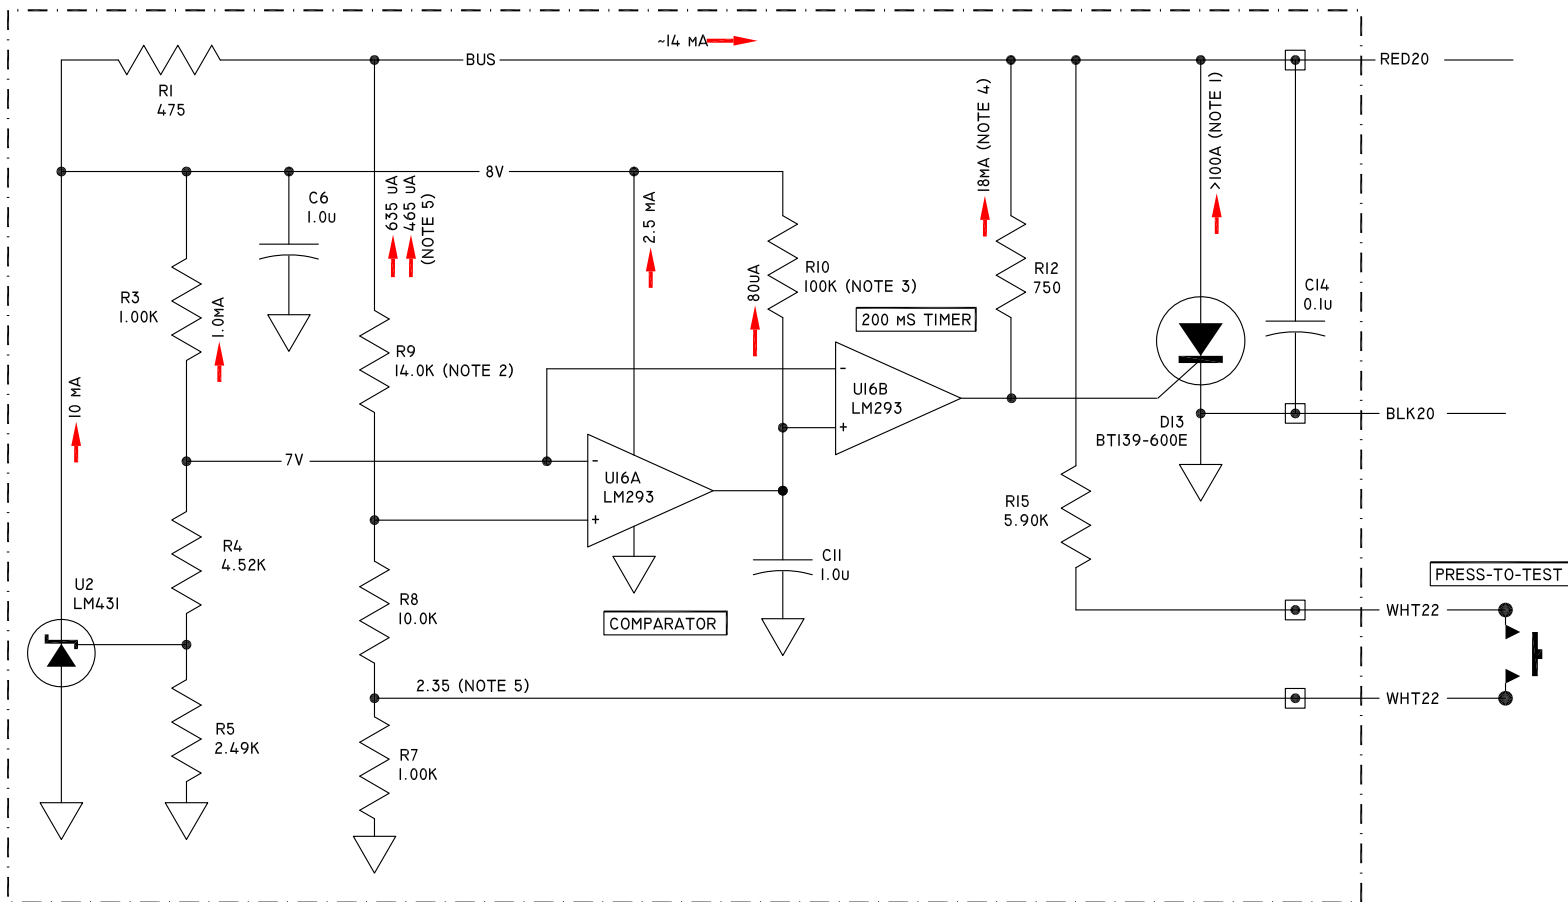 ~14 MA
BUS
RED20
R1
475
8V
C6
1.0U
635 UA
465 UA
(NOTE 5)
2.5 MA
18MA (NOTE 4)
>100A (NOTE 1)
R3
1.00K
1.0MA
R10
100K (NOTE 3)
80UA
R12
750
C14
0.1U
200 MS TIMER
R9
14.0K (NOTE 2)
U16B
LM293
-
+
10 MA
D13
BT139-600E
BLK20
7V
U16A
LM293
-
+
R15
5.90K
R4
4.52K
C11
1.0U
U2
LM431
R8
10.0K
COMPARATOR
PRESS-TO-TEST
WHT22
2.35 (NOTE 5)
WHT22
R5
2.49K
R7
1.00K